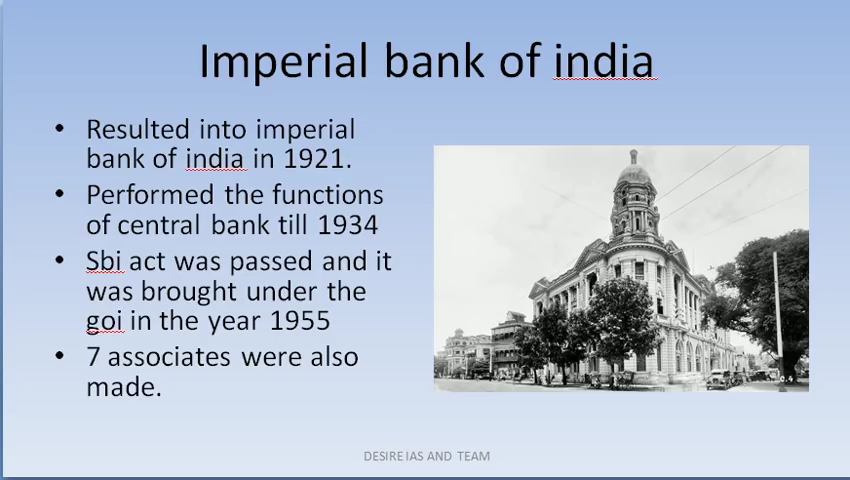 Imperial bank of india
• Resulted into imperial
bank of india in 1921.
• Performed the functions
of central bank till 1934
• Sbi act was passed and it
was brought under the
goi in the year 1955
• 7 associates were also
made.
DESIRE IAS AND TEAM